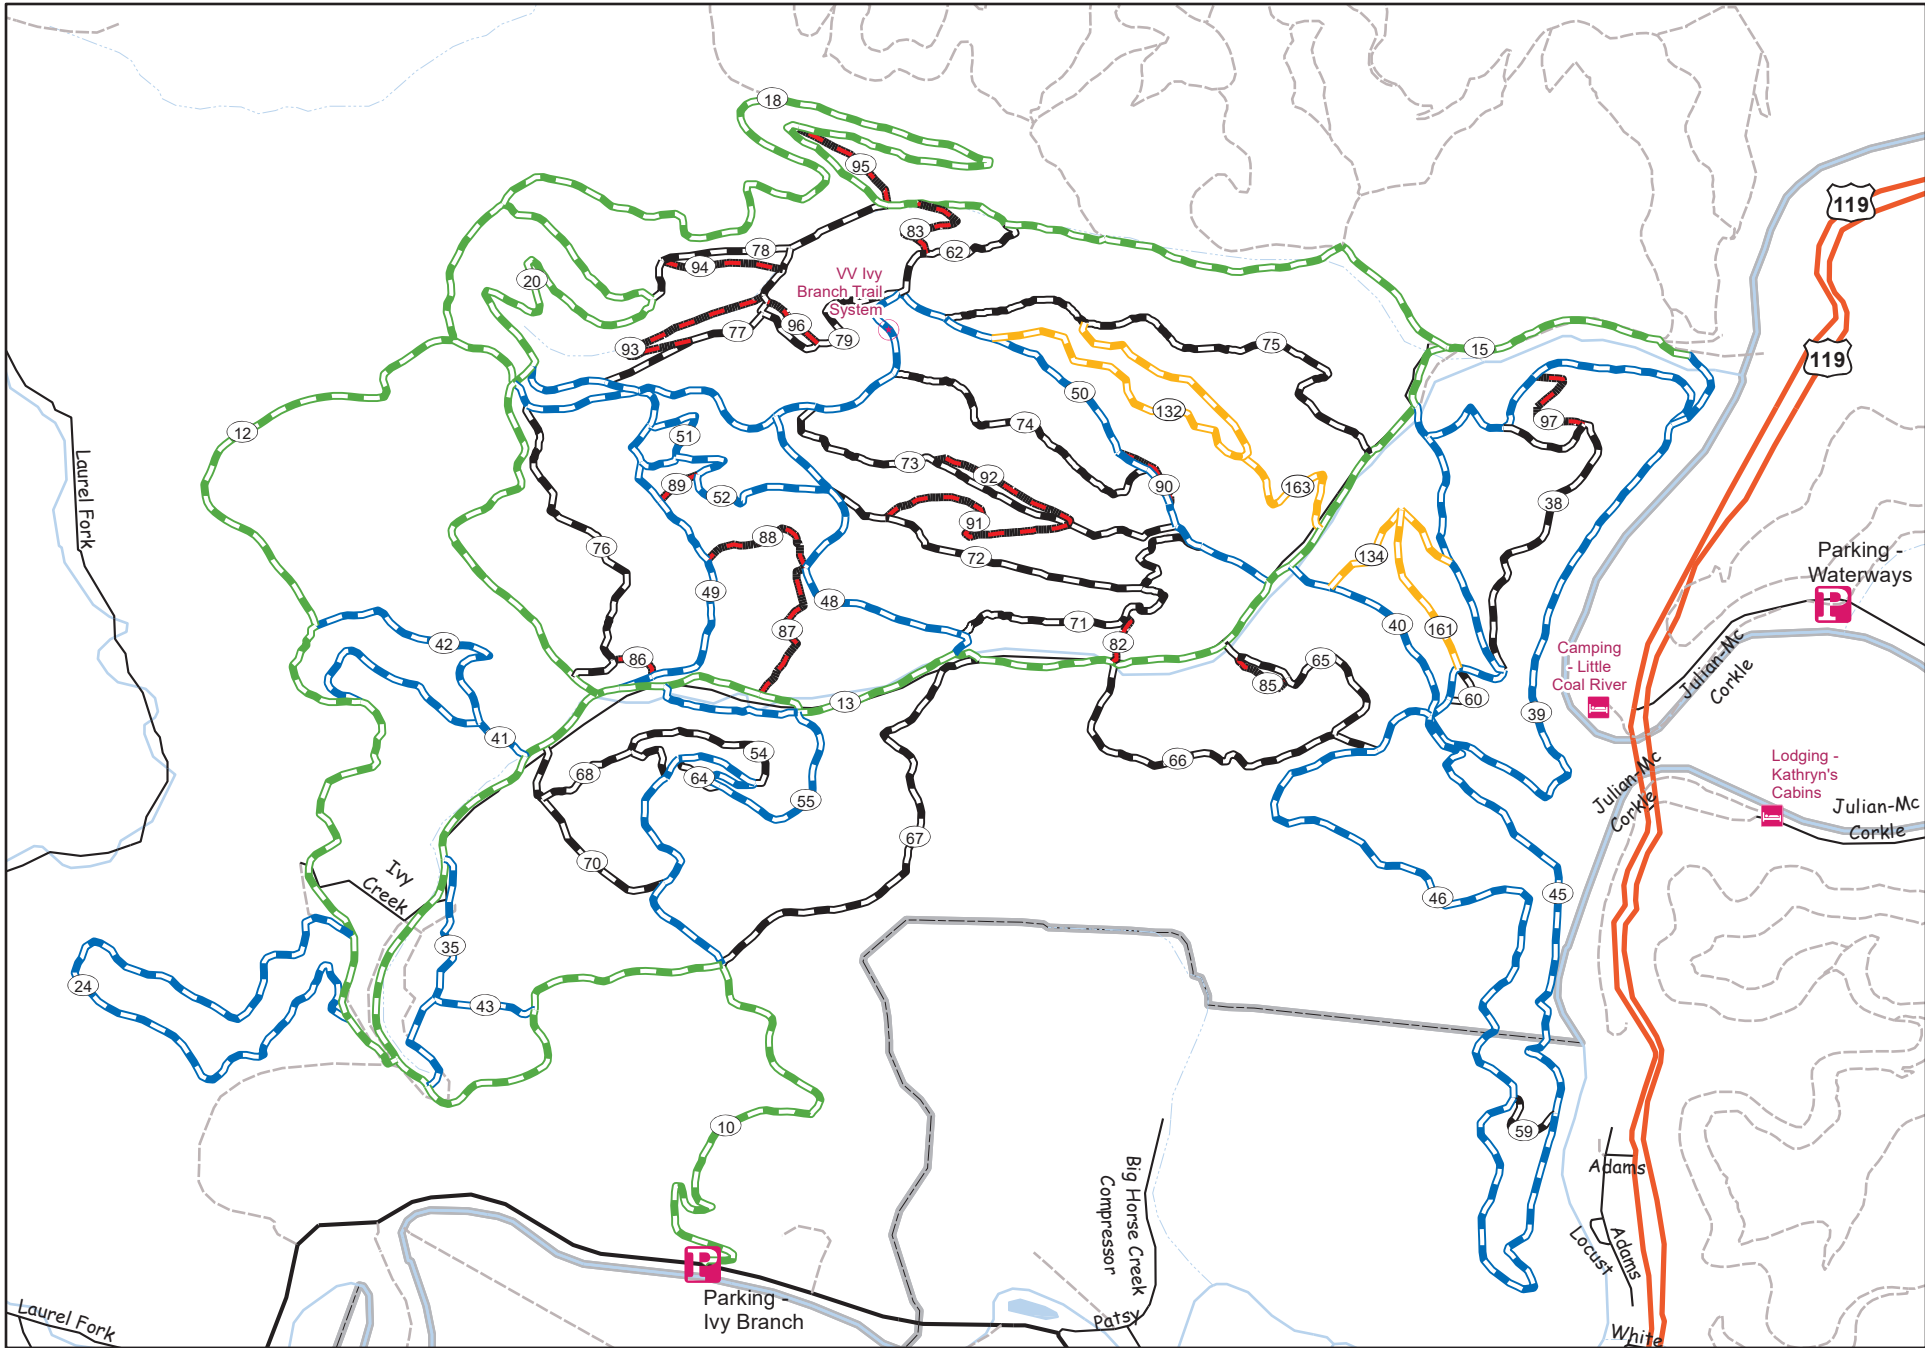 18
95
119
83
78
62
94
20
VV Ivy
Branch Trail
System
96
77
79
93
75
15
119
50
132
97
12
51
74
73
92
89
52
90
163
38
Laurel Fork
91
88
76
72
134
Parking -
Waterways
P
49
48
42
87
71
82
40
161
86
65
85
Camping
- Little
Coal River
60
Julian-Mc
Corkle
13
39
41
54
68
64
66
Julian-Mc
Corkle
Lodging -
Kathryn's
Cabins
55
Julian-Mc
Corkle
67
70
Ivy
Creek
46
45
35
24
43
10
59
Big Horse Creek
Compressor
Adams
Adams
Locust
P
Parking -
Ivy Branch
Laurel Fork
Patsy
White